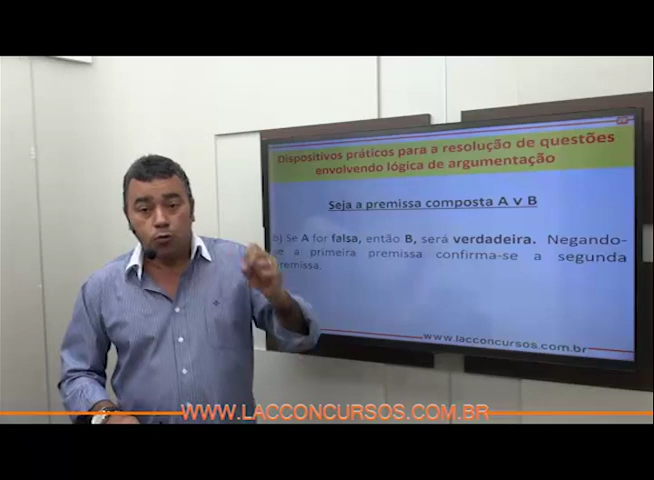 Dispositivos práticos para a resolução de questões
envolvendo lógica de argumentação
Seja a premissa composta A v B
b) Se A for falsa, então B, será verdadeira. Negando-
se a primeira premissa confirma-se a segunda
premissa.
www.lacconcursos.com.br
WWW.LACCONCURSOS.COM.BR